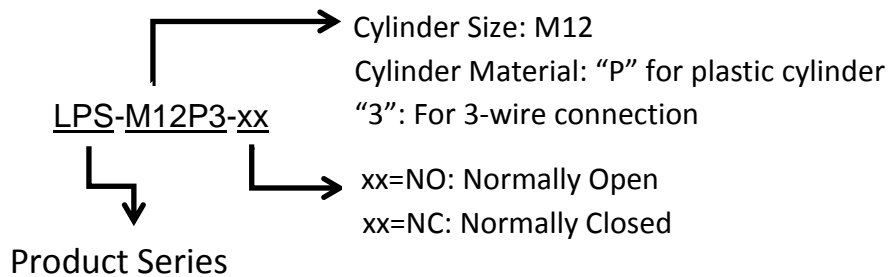 Cylinder Size: M12
Cylinder Material: “P” for plastic cylinder
LPS-M12P3-xx
“3”: For 3-wire connection
xx=NO: Normally Open
xx=NC: Normally Closed
Product Series